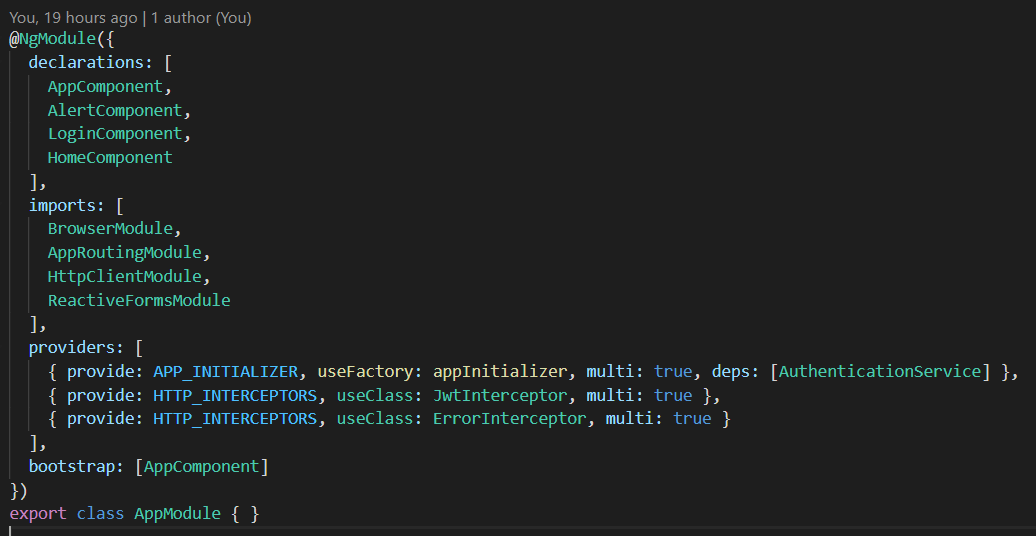 You, 19 hours ago | 1 author (You)
@NgModule({
  declarations: [
    AppComponent,
    AlertComponent,
    LoginComponent,
    HomeComponent
  ],
  imports: [
    BrowserModule,
    AppRoutingModule,
    HttpClientModule,
    ReactiveFormsModule
  ],
  providers: [
    { provide: APP_INITIALIZER, useFactory: appInitializer, multi: true, deps: [AuthenticationService] },
    { provide: HTTP_INTERCEPTORS, useClass: JwtInterceptor, multi: true },
    { provide: HTTP_INTERCEPTORS, useClass: ErrorInterceptor, multi: true }
  ],
  bootstrap: [AppComponent]
})
export class AppModule { }